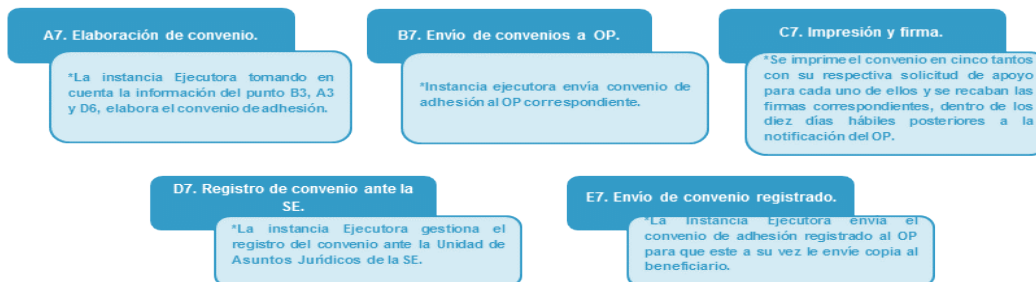 A7. Elaboración de convenio.
*La instancia Ejecutora tomando en
cuenta la información del punto B3, A3
y D6, elabora el convenio de adhesión.
B7. Envío de convenios a OP.
*Instancia ejecutora envía convenio de
adhesión al OP correspondiente.
C7. Impresión y firma.
*Se imprime el convenio en cinco tantos
con su respectiva solicitud de apoyo
para cada uno de ellos y se recaban las
firmas correspondientes, dentro de los
diez días hábiles posteriores a la
notificación del OP.
D7. Registro de convenio ante la
SE.
*La instancia Ejecutora gestiona el
registro del convenio ante la Unidad de
Asuntos Jurídicos de la SE.
E7. Envío de convenio registrado.
*La Instancia Ejecutora envía el
convenio de adhesión registrado al OP
para que este a su vez le envíe copia al
beneficiario.